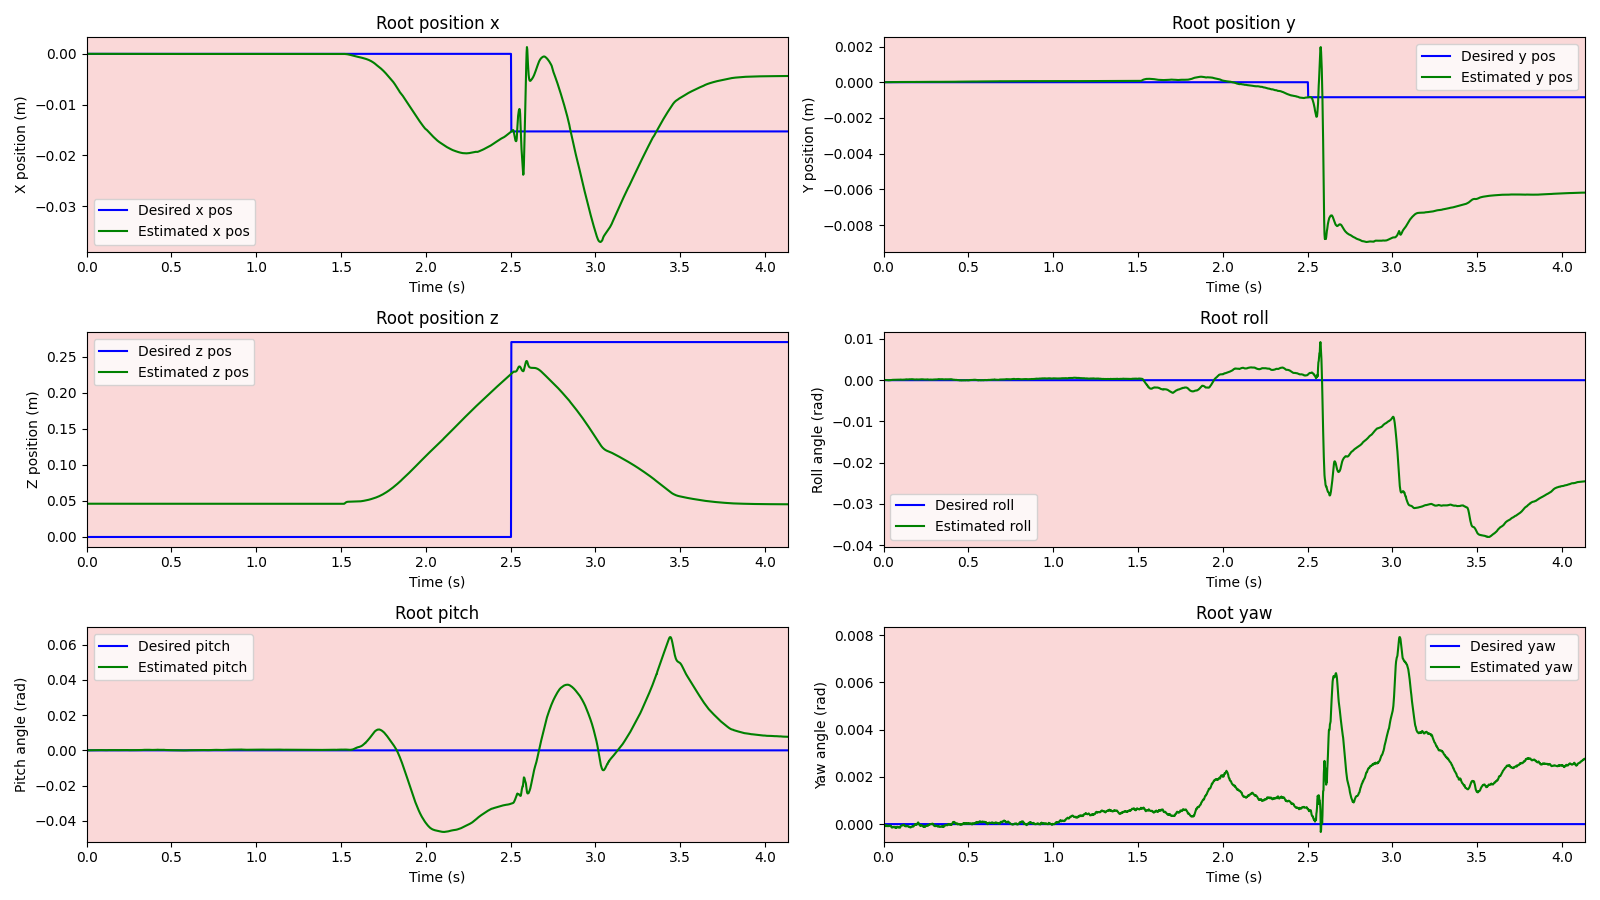 Root position x
0.00
−0.01
−0.02
−0.03
X position (m)
Desired x pos
Estimated x pos
0.0 0.5 1.0 1.5 2.0 2.5 3.0 3.5 4.0
Time (s)
Root position y
0.002
0.000
−0.002
−0.004
−0.006
−0.008
Y position (m)
Desired y pos
Estimated y pos
0.0 0.5 1.0 1.5 2.0 2.5 3.0 3.5 4.0
Time (s)
Root position z
0.25
0.20
0.15
0.10
0.05
0.00
Z position (m)
Desired z pos
Estimated z pos
0.0 0.5 1.0 1.5 2.0 2.5 3.0 3.5 4.0
Time (s)
Root roll
0.01
0.00
−0.01
−0.02
−0.03
−0.04
Roll angle (rad)
Desired roll
Estimated roll
0.0 0.5 1.0 1.5 2.0 2.5 3.0 3.5 4.0
Time (s)
Root pitch
0.06
0.04
0.02
0.00
−0.02
−0.04
Pitch angle (rad)
Desired pitch
Estimated pitch
0.0 0.5 1.0 1.5 2.0 2.5 3.0 3.5 4.0
Time (s)
Root yaw
0.008
0.006
0.004
0.002
0.000
Yaw angle (rad)
Desired yaw
Estimated yaw
0.0 0.5 1.0 1.5 2.0 2.5 3.0 3.5 4.0
Time (s)